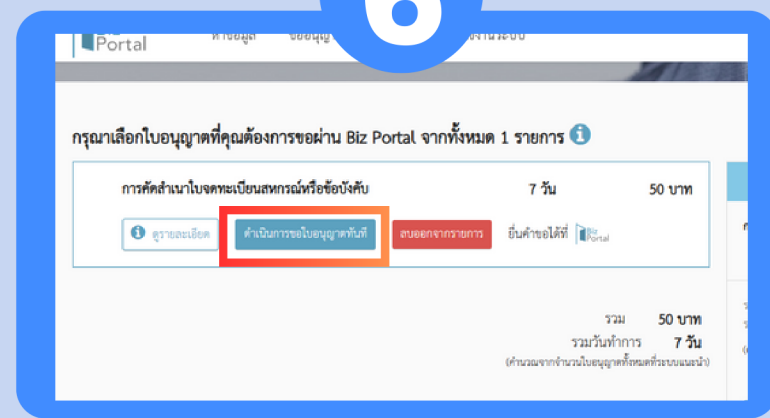 6
Portal
กรุณาเลือกใบอนุญาตที่คุณต้องการขอผ่าน Biz Portal จากทั้งหมด 1 รายการ
การคัดสำเนาใบจดทะเบียนสหกรณ์หรือข้อบังคับ 7 วัน 50 บาท
ดูรายละเอียด ดำเนินการขอใบอนุญาตทันที ลบออกจากรายการ ยื่นคำขอได้ที่ Biz Portal
รวม 50 บาท
รวมวันทำการ 7 วัน
(คำนวณจากจำนวนใบอนุญาตทั้งหมดที่ระบบแนะนำ)